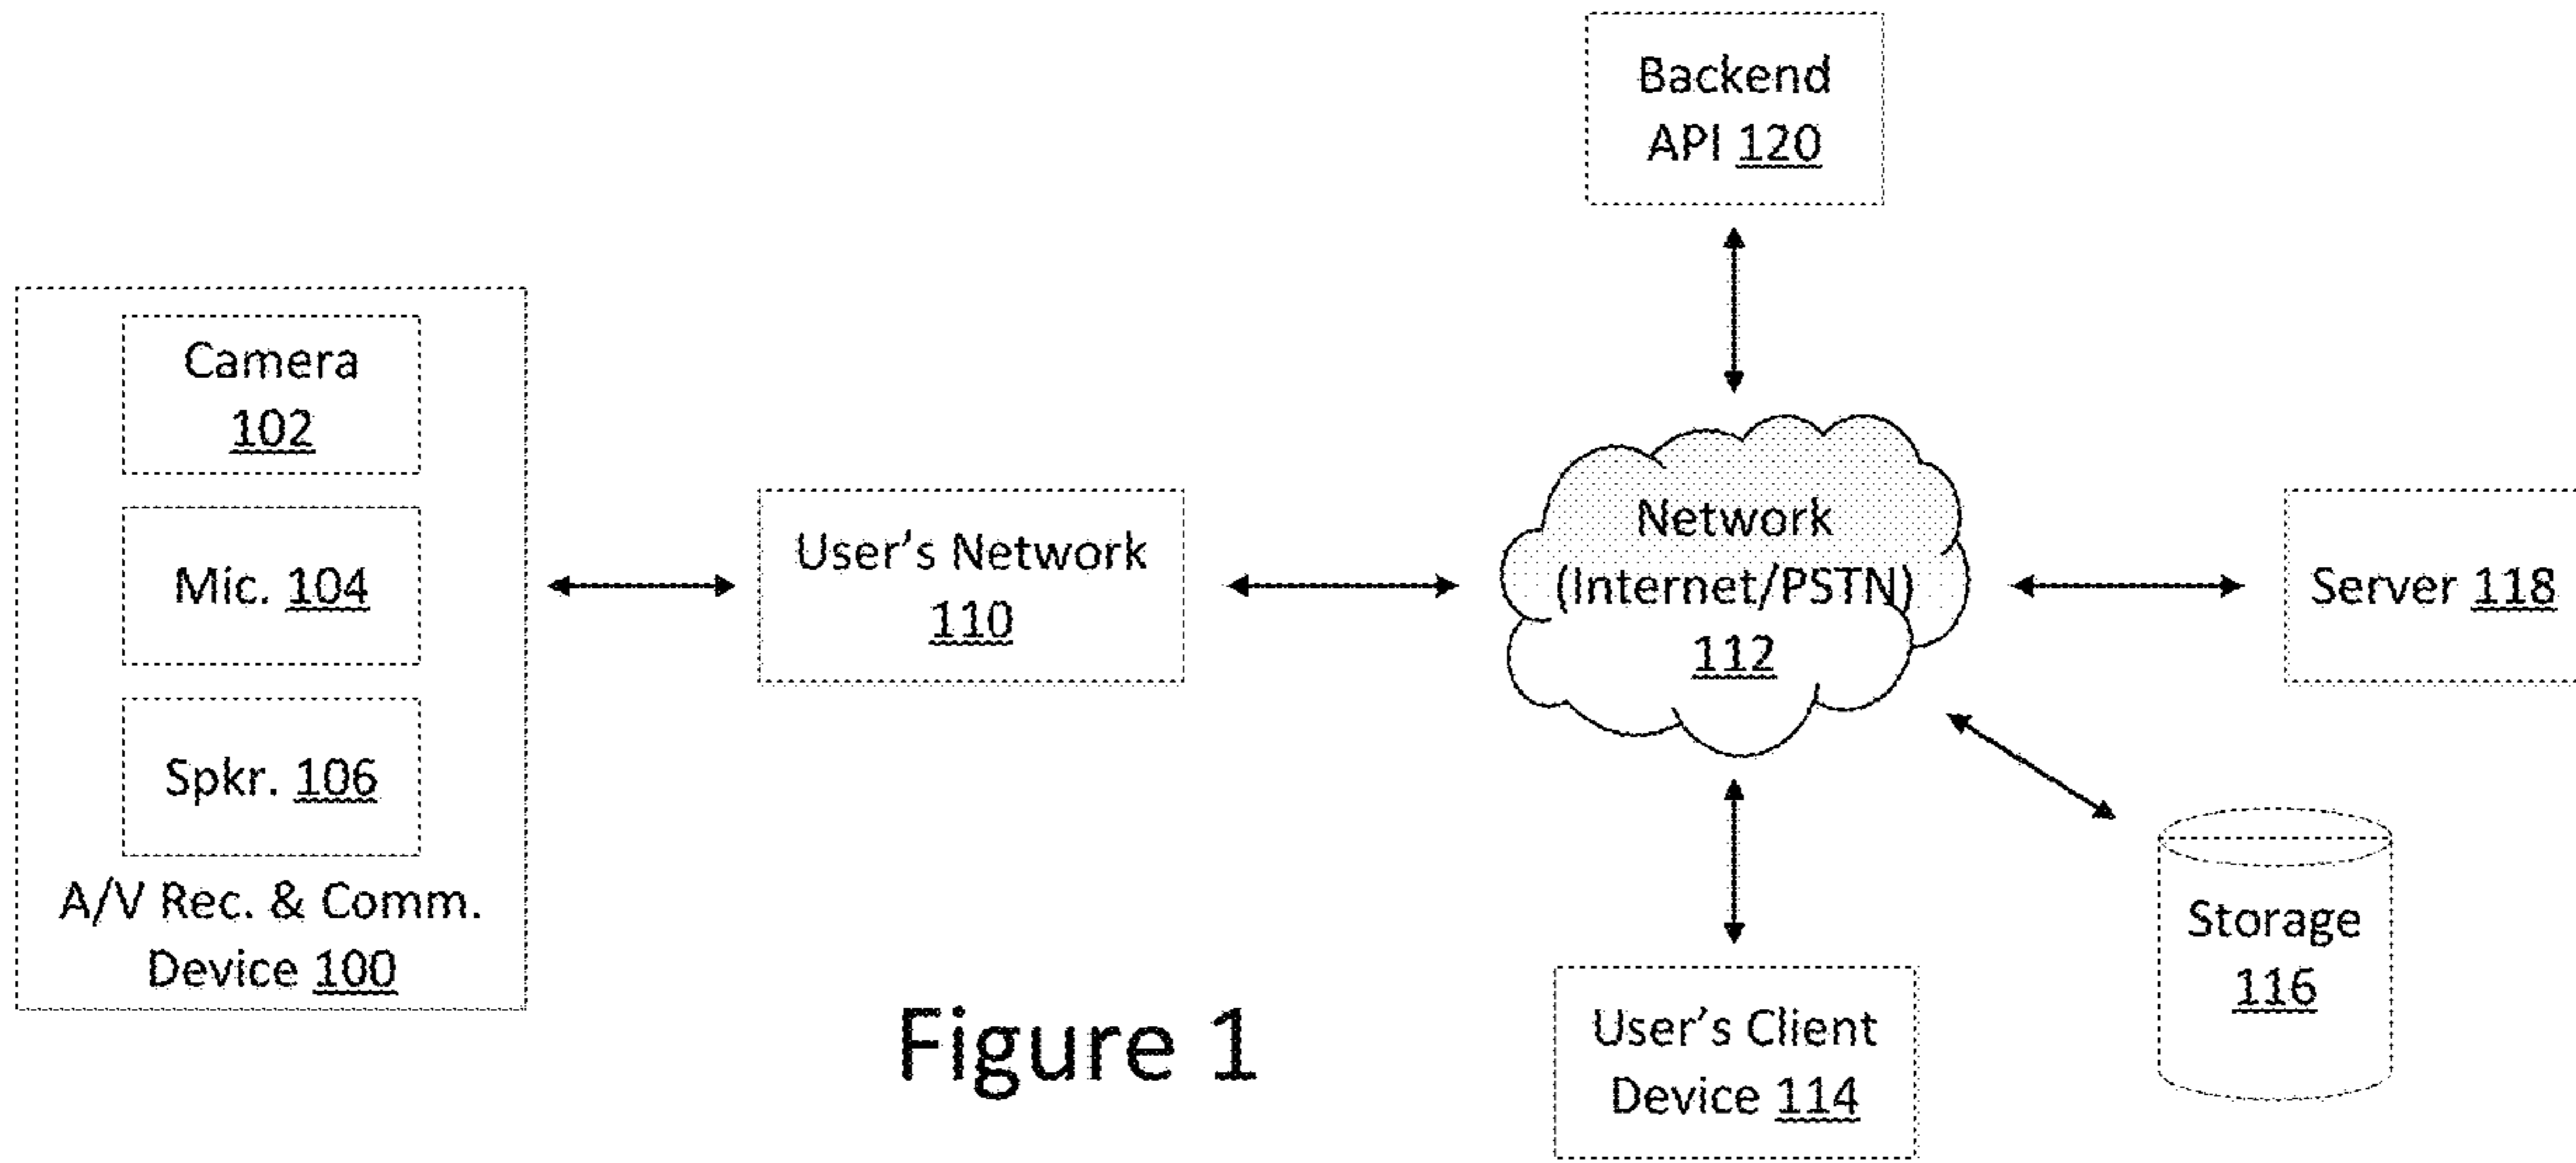 Backend
API 120
Camera
102
Mic. 104
Spkr. 106
A/V Rec. & Comm.
Device 100
User's Network
110
Network
(Internet/PSTN)
112
Server 118
Storage
116
User's Client
Device 114
Figure 1